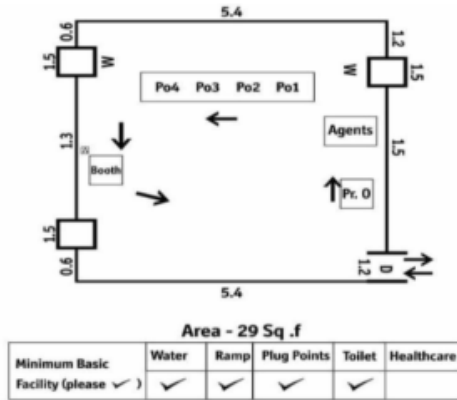 5.4
0.6
1.2
1.5
W
W
1.5
Po4 Po3 Po2 Po1
Agents
1.3
1.5
Booth
Pr. O
1.5
1.2
D
0.6
5.4
Area - 29 Sq .f
Minimum Basic Facility (please ✓ )
Water
Ramp
Plug Points
Toilet
Healthcare
✓ ✓ ✓ ✓